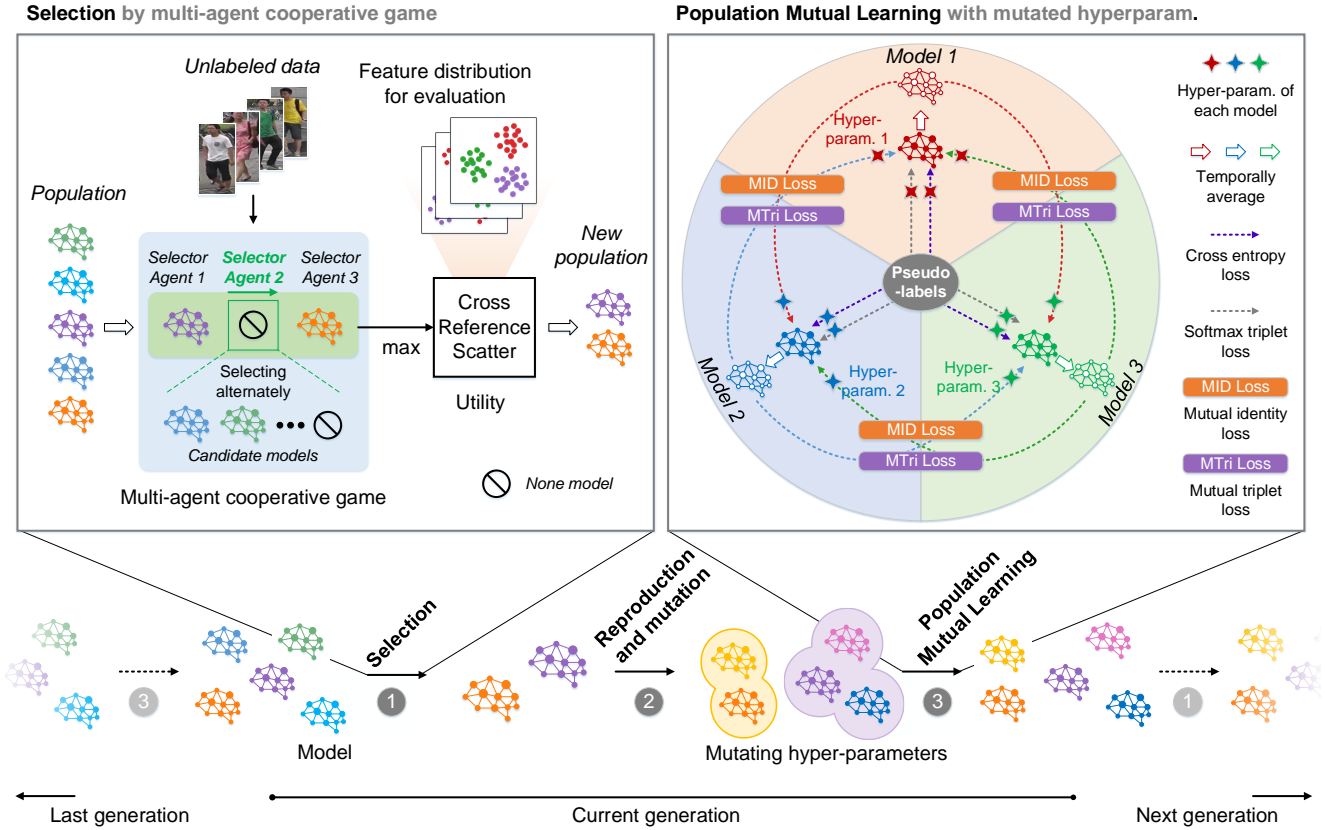 Selection by multi-agent cooperative game
Unlabeled data
Feature distribution
for evaluation
Population
New
population
Selector
Agent 1
Selector
Agent 2
Selector
Agent 3
max
Cross
Reference
Scatter
Utility
Selecting
alternately
Candidate models
Multi-agent cooperative game
None model
Population Mutual Learning with mutated hyperparam.
Model 1
Hyper-
param. 1
MID Loss
MTri Loss
MID Loss
MTri Loss
Pseudo
-labels
Model 2
Hyper-
param. 2
Hyper-
param. 3
Model 3
MID Loss
MTri Loss
Hyper-param. of
each model
Temporally
average
Cross entropy
loss
Softmax triplet
loss
MID Loss
Mutual identity
loss
MTri Loss
Mutual triplet
loss
3
Model
Selection
1
Reproduction
and mutation
2
Mutating hyper-parameters
Population
Mutual Learning
3
1
Last generation
Current generation
Next generation